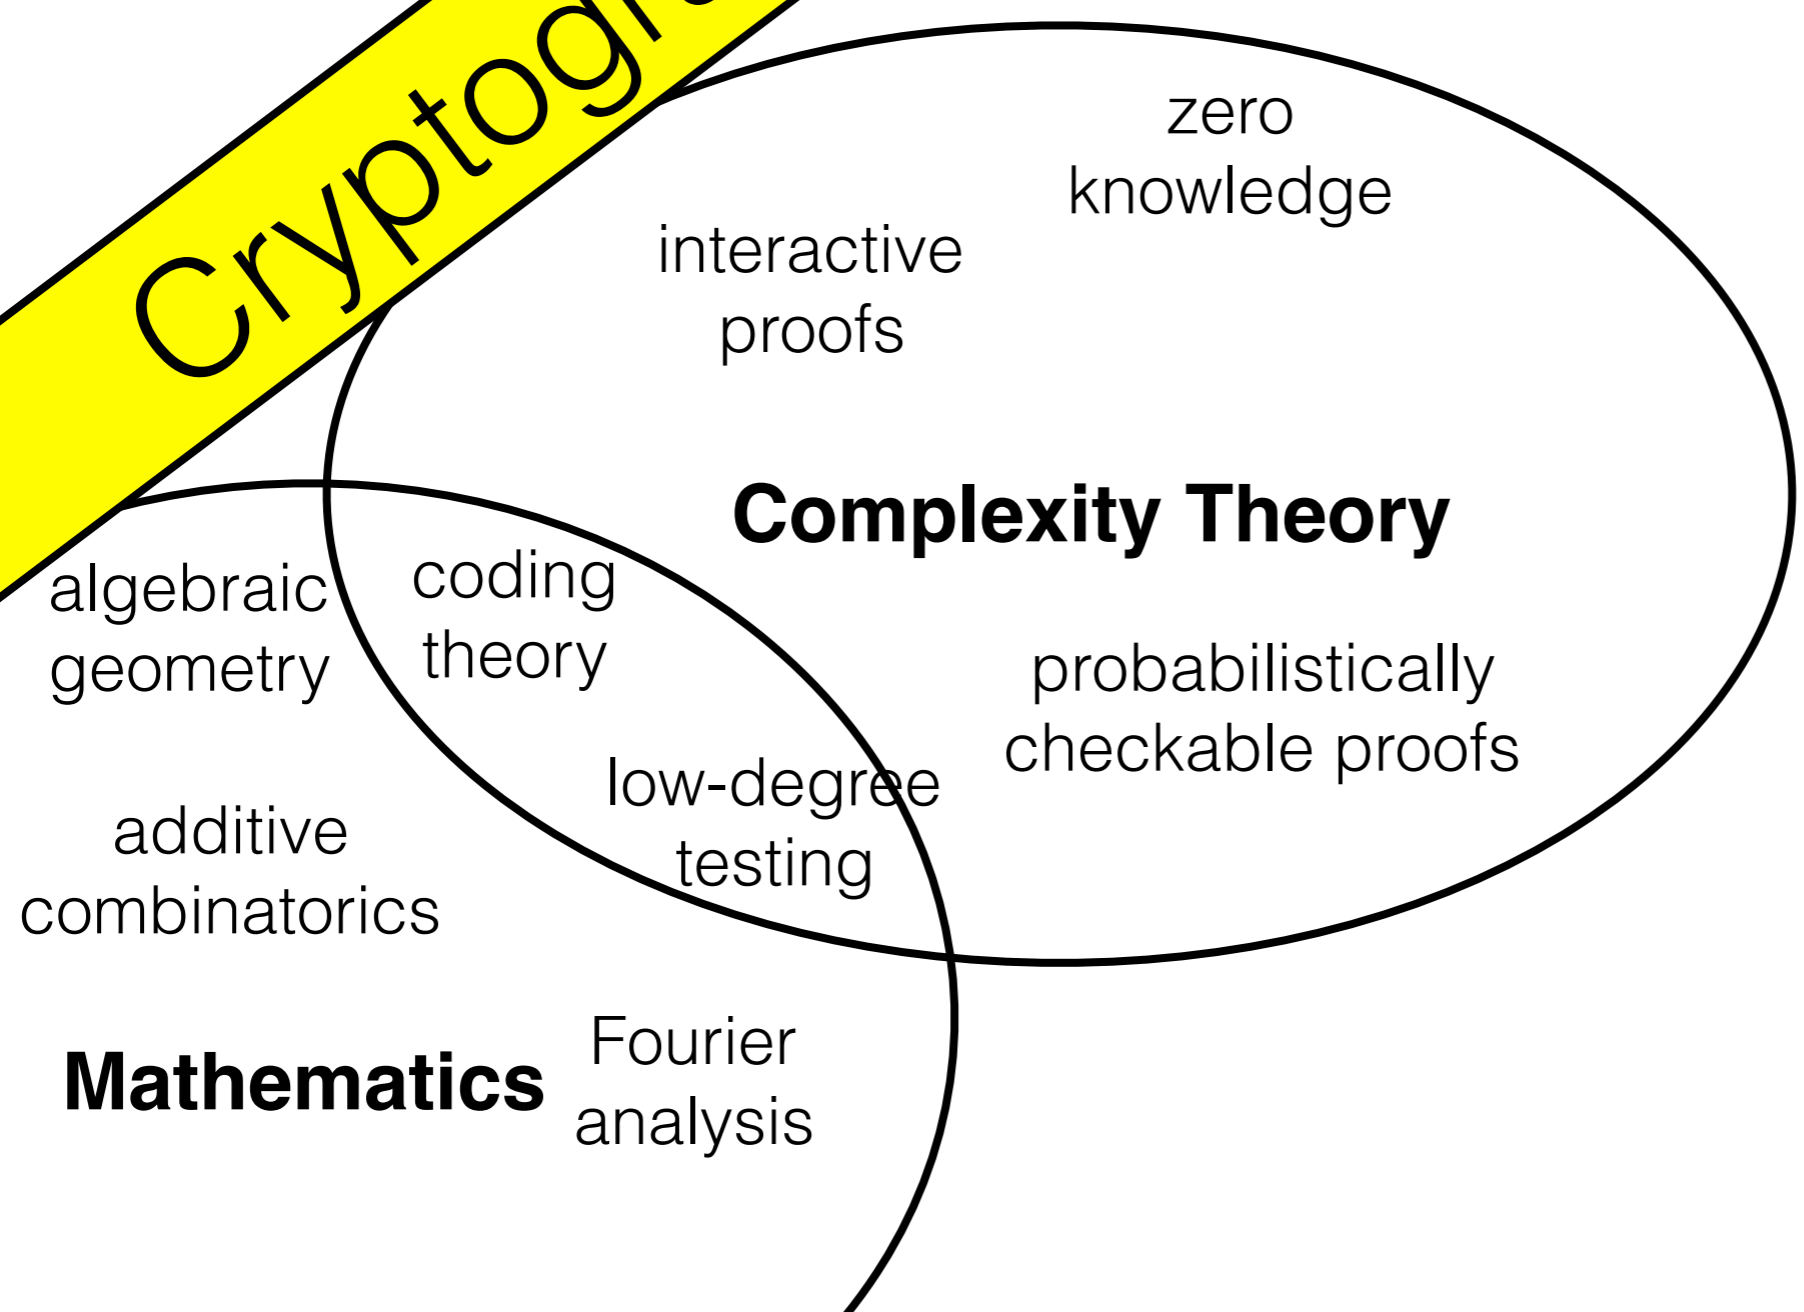 zero
knowledge
interactive
proofs
Complexity Theory
algebraic
geometry
coding
theory
probabilistically
checkable proofs
low-degree
testing
additive
combinatorics
Mathematics
Fourier
analysis